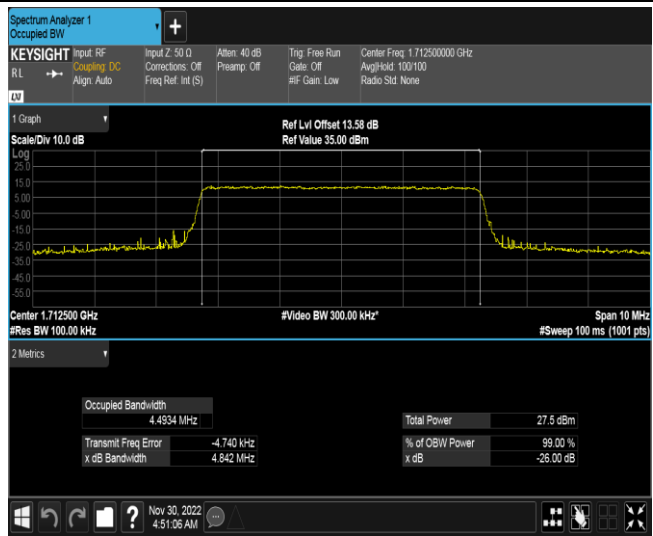 Spectrum Analyzer 1
Occupied BW
+
KEYSIGHT
RL
Input: RF
Coupling: DC
Align: Auto
Input Z: 50 Ω
Corrections: Off
Freq Ref: Int (S)
Atten: 40 dB
Preamp: Off
Trig: Free Run
Gate: Off
#IF Gain: Low
Center Freq: 1.712500000 GHz
Avg|Hold: 100/100
Radio Std: None
LXI
1 Graph
Scale/Div 10.0 dB
Ref Lvl Offset 13.58 dB
Ref Value 35.00 dBm
Log
25.0
15.0
5.00
-5.00
-15.0
-25.0
-35.0
-45.0
-55.0
Center 1.712500 GHz
#Res BW 100.00 kHz
#Video BW 300.00 kHz*
Span 10 MHz
#Sweep 100 ms (1001 pts)
2 Metrics
Occupied Bandwidth
4.4934 MHz
Transmit Freq Error -4.740 kHz
x dB Bandwidth 4.842 MHz
Total Power 27.5 dBm
% of OBW Power 99.00 %
x dB -26.00 dB
?
Nov 30, 2022
4:51:06 AM